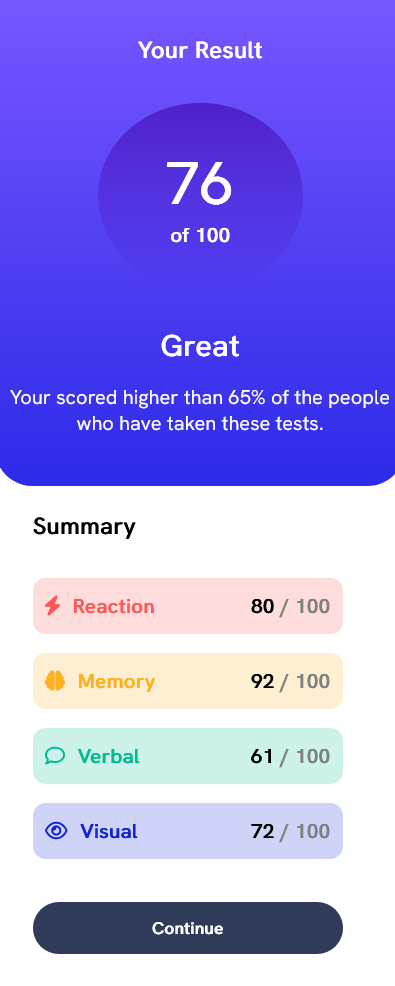 Your Result
76
of 100
Great
Your scored higher than 65% of the people
who have taken these tests.
Summary
Reaction 80 / 100
Memory 92 / 100
Verbal 61 / 100
Visual 72 / 100
Continue